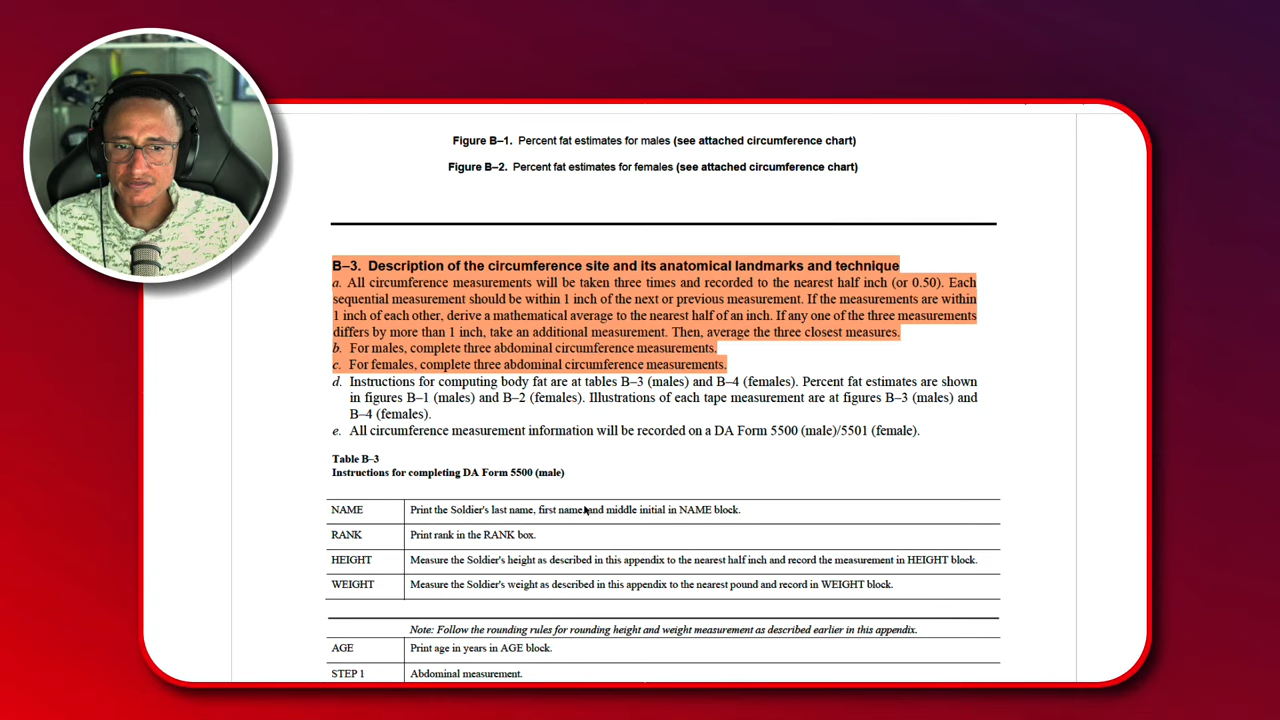 Figure B–1. Percent fat estimates for males (see attached circumference chart)
Figure B–2. Percent fat estimates for females (see attached circumference chart)
B–3. Description of the circumference site and its anatomical landmarks and technique
a. All circumference measurements will be taken three times and recorded to the nearest half inch (or 0.50). Each
sequential measurement should be within 1 inch of the next or previous measurement. If the measurements are within
1 inch of each other, derive a mathematical average to the nearest half of an inch. If any one of the three measurements
differs by more than 1 inch, take an additional measurement. Then, average the three closest measures.
b. For males, complete three abdominal circumference measurements.
c. For females, complete three abdominal circumference measurements.
d. Instructions for computing body fat are at tables B–3 (males) and B–4 (females). Percent fat estimates are shown
in figures B–1 (males) and B–2 (females). Illustrations of each tape measurement are at figures B–3 (males) and
B–4 (females).
e. All circumference measurement information will be recorded on a DA Form 5500 (male)/5501 (female).
Table B–3
Instructions for completing DA Form 5500 (male)
NAME Print the Soldier's last name, first name and middle initial in NAME block.
RANK Print rank in the RANK box.
HEIGHT Measure the Soldier's height as described in this appendix to the nearest half inch and record the measurement in HEIGHT block.
WEIGHT Measure the Soldier's weight as described in this appendix to the nearest pound and record in WEIGHT block.
Note: Follow the rounding rules for rounding height and weight measurement as described earlier in this appendix.
AGE Print age in years in AGE block.
STEP 1 Abdominal measurement.